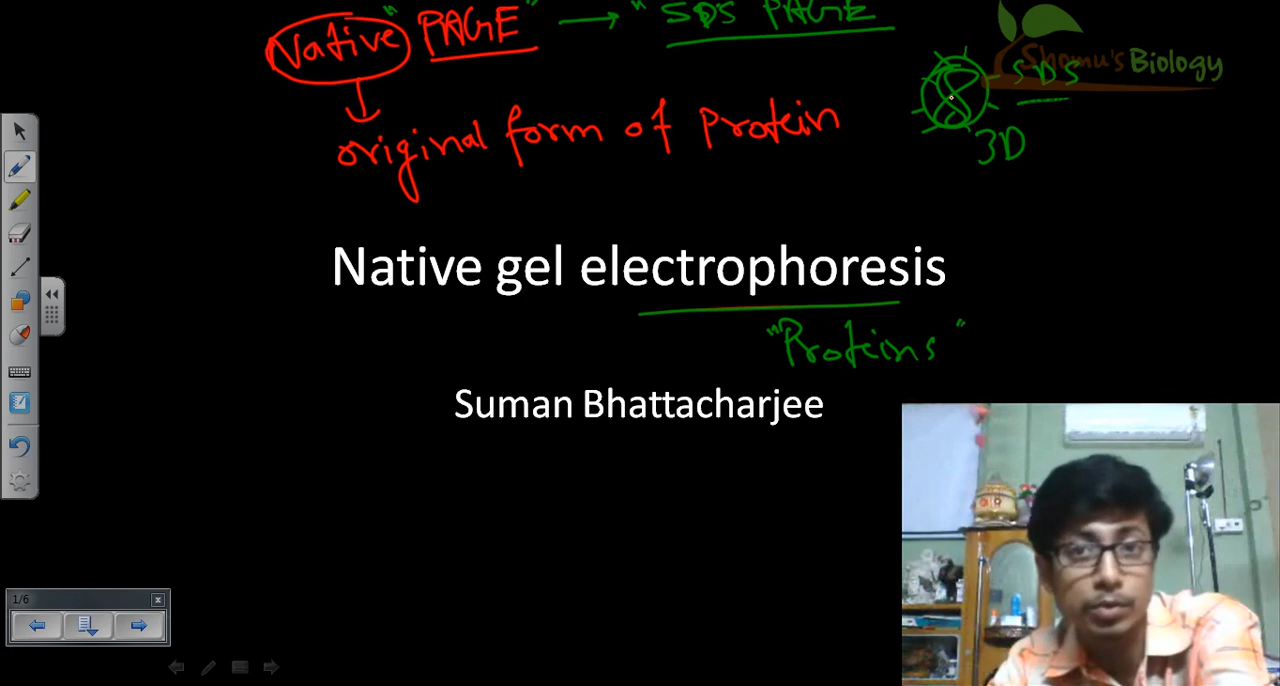 Native "PAGE" → "SDS PAGE
Shomu's Biology
SDS
3D
original form of Protein
Native gel electrophoresis
"Proteins"
Suman Bhattacharjee
1/6